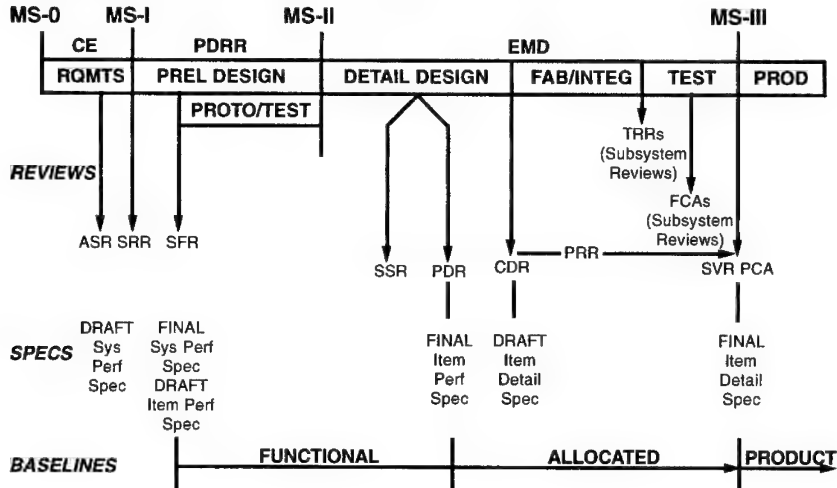 MS-0 MS-I MS-II MS-III
CE PDRR EMD
RQMTS PREL DESIGN DETAIL DESIGN FAB/INTEG TEST PROD
PROTO/TEST
TRRs
(Subsystem
Reviews)
REVIEWS
FCAs
(Subsystem
Reviews)
ASR SRR SFR
SSR PDR CDR PRR SVR PCA
SPECS
DRAFT
Sys
Perf
Spec
FINAL
Sys Perf
Spec
DRAFT
Item Perf
Spec
FINAL
Item
Perf
Spec
DRAFT
Item
Detail
Spec
FINAL
Item
Detail
Spec
BASELINES
FUNCTIONAL ALLOCATED PRODUCT